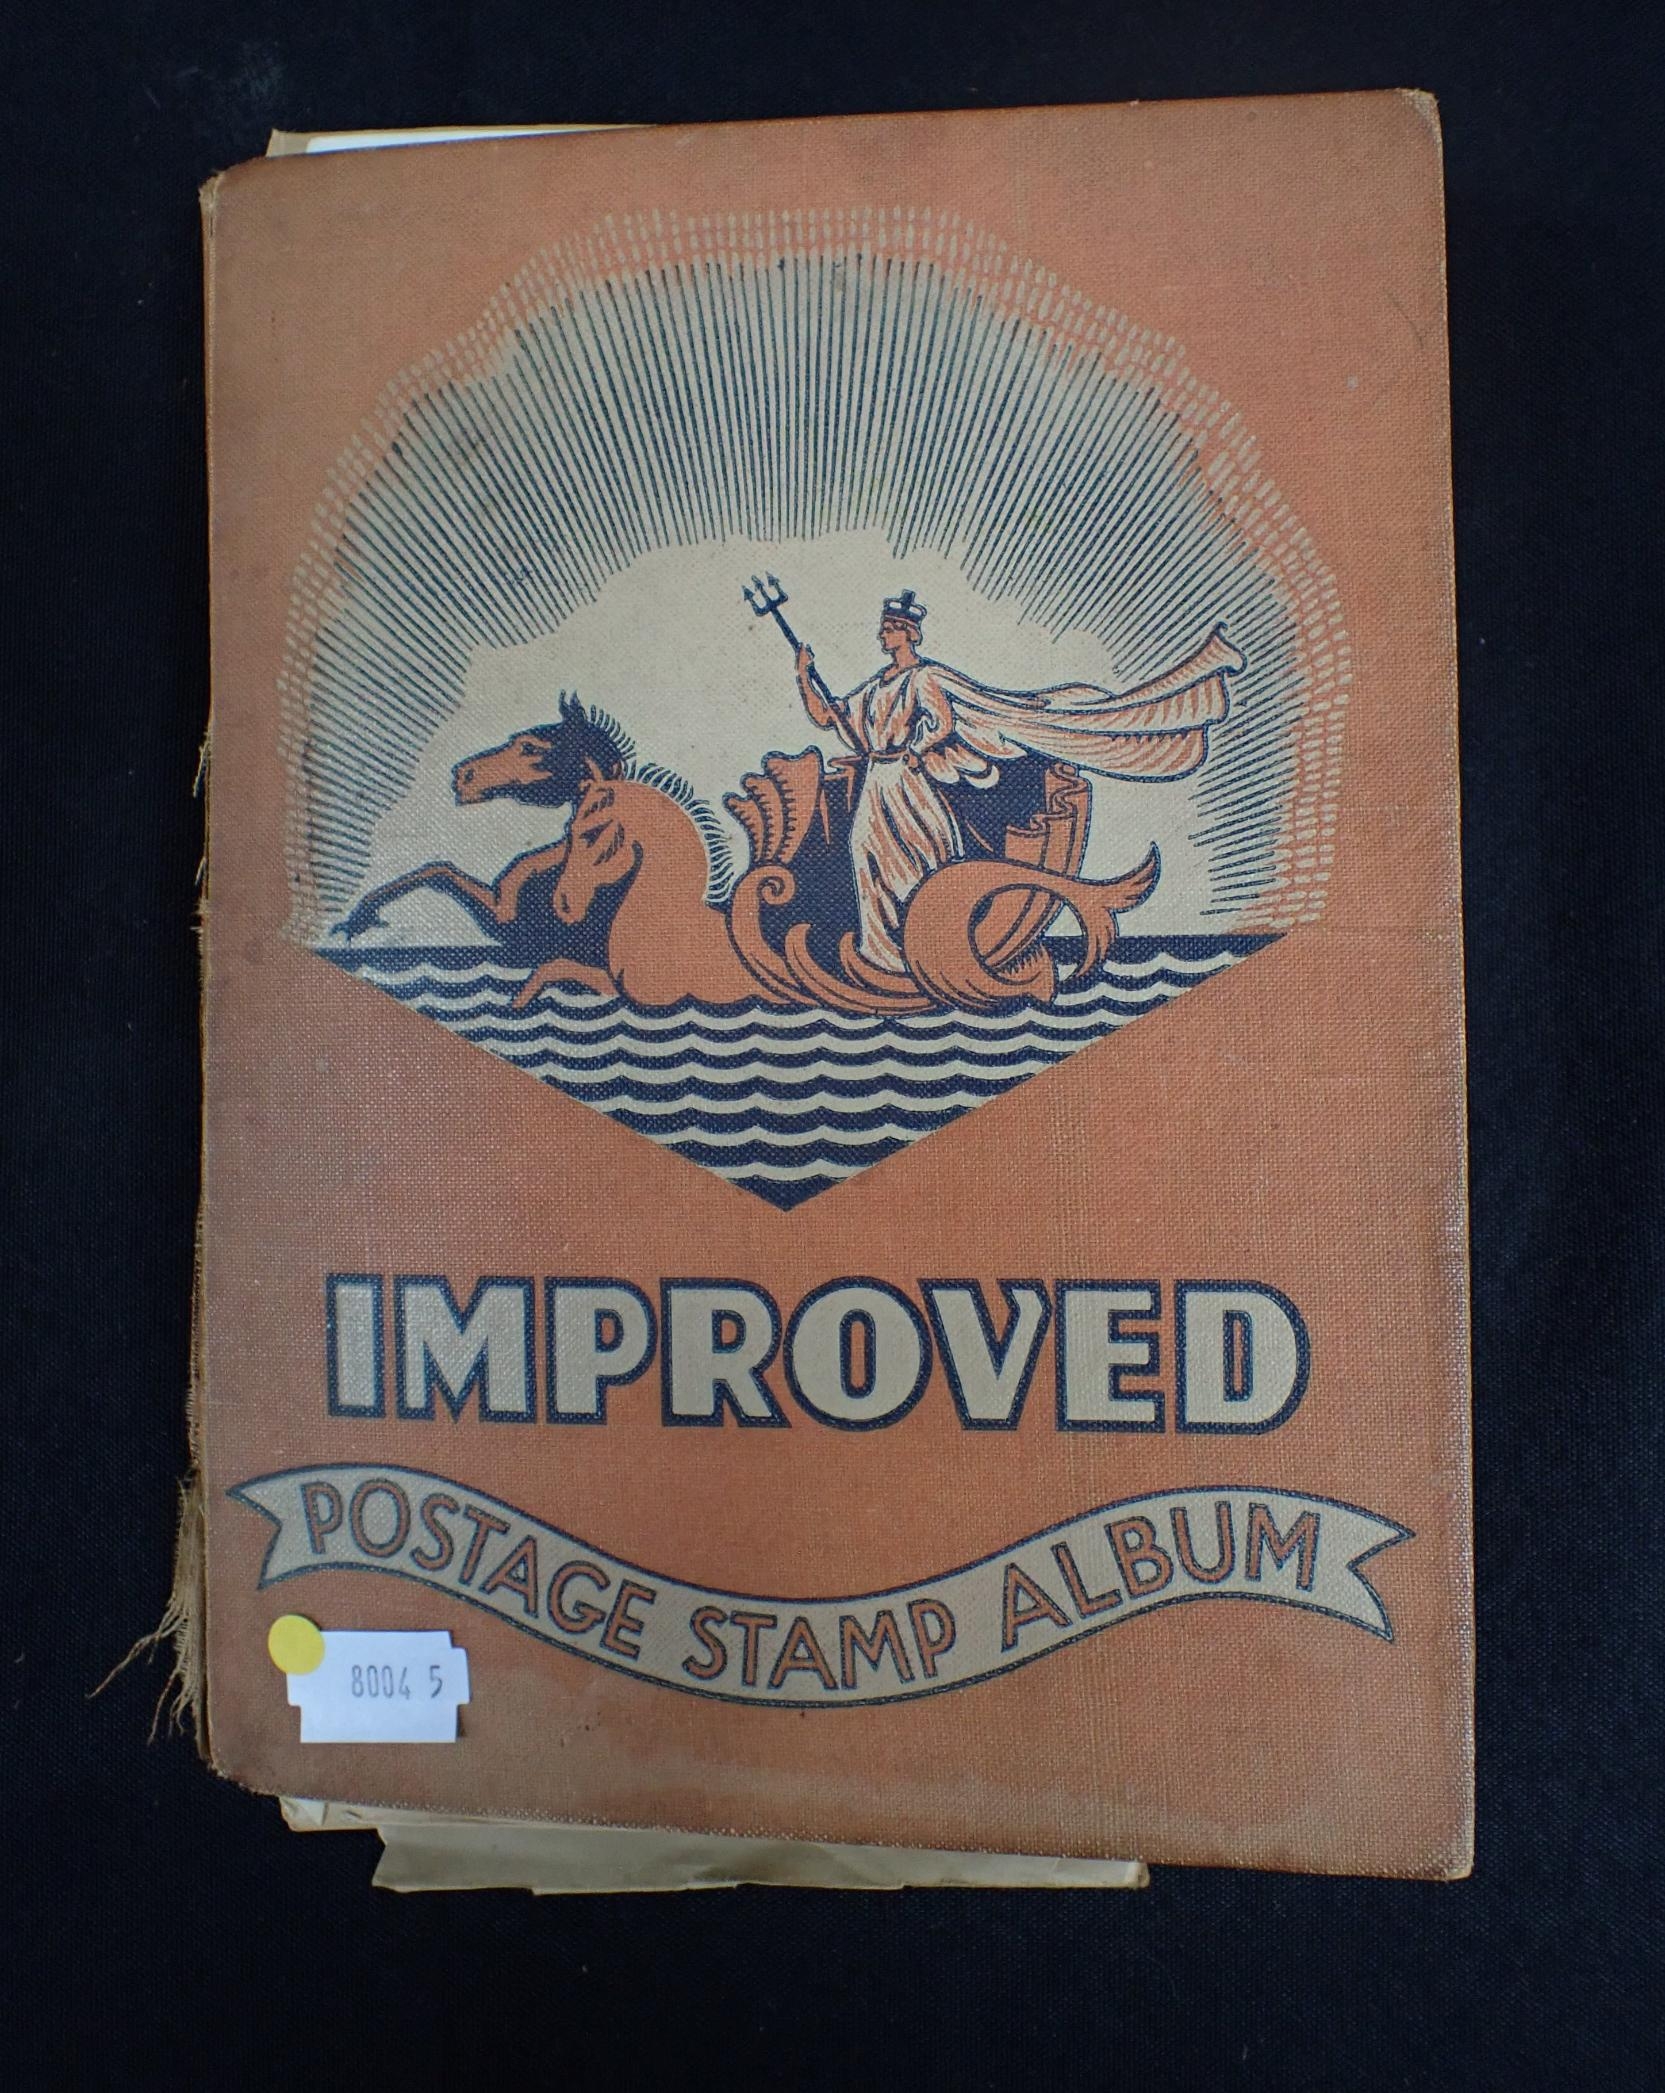 IMPROVED
POSTAGE STAMP ALBUM
8004 5